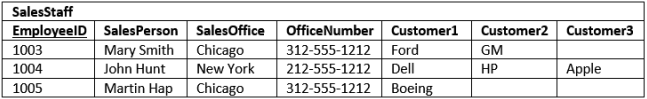 SalesStaff
EmployeeID SalesPerson SalesOffice OfficeNumber Customer1 Customer2 Customer3
1003 Mary Smith Chicago 312-555-1212 Ford GM
1004 John Hunt New York 212-555-1212 Dell HP Apple
1005 Martin Hap Chicago 312-555-1212 Boeing